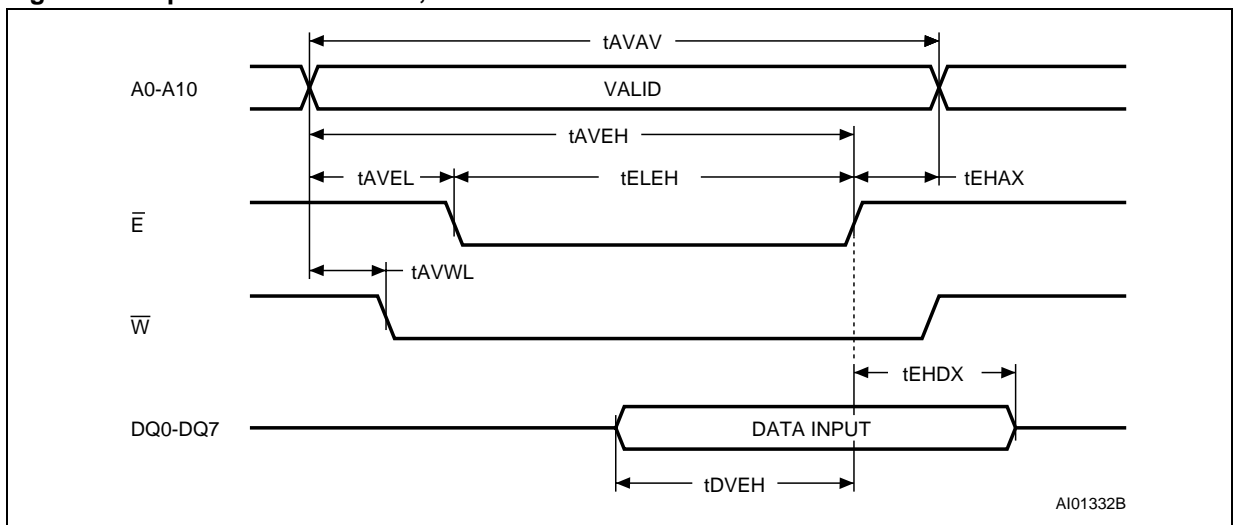 tAVAV
A0-A10
VALID
tAVEH
tAVEL
tELEH
tEHAX
E̅
tAVWL
W̅
tEHDX
DQ0-DQ7
DATA INPUT
tDVEH
AI01332B